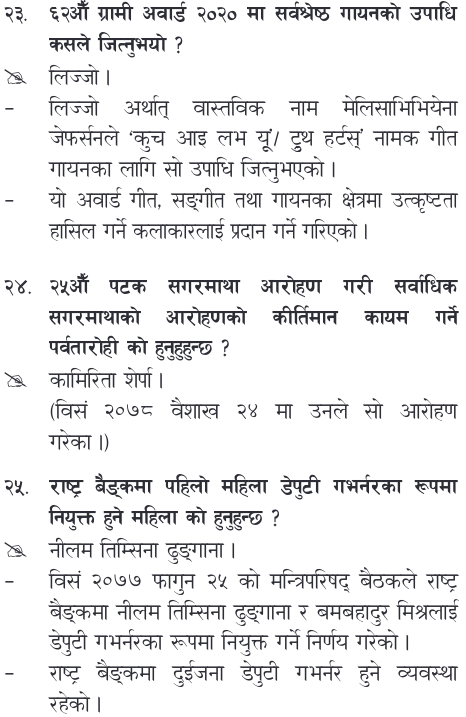 २३. ६२औँ ग्रामी अवार्ड २०२० मा सर्वश्रेष्ठ गायनको उपाधि
कसले जित्नुभयो ?
लिज्जो ।
- लिज्जो अर्थात् वास्तविक नाम मेलिसाभिभियेना
जेफर्सनले ‘कुच आइ लभ यूं/ टुथ हर्टस्’ नामक गीत
गायनका लागि सो उपाधि जित्नुभएको ।
- यो अवार्ड गीत, सङ्गीत तथा गायनका क्षेत्रमा उत्कृष्टता
हासिल गर्ने कलाकारलाई प्रदान गर्ने गरिएको ।
२४. २५औँ पटक सगरमाथा आरोहण गरी सर्वाधिक
सगरमाथाको आरोहणको कीर्तिमान कायम गर्ने
पर्वतारोही को हुनुहुहुन्छ ?
कामिरिता शेर्पा ।
(विसं २०७८ वैशाख २४ मा उनले सो आरोहण
गरेका ।)
२५. राष्ट्र बैङ्कमा पहिलो महिला डेपुटी गभर्नरका रूपमा
नियुक्त हुने महिला को हुनुहुन्छ ?
नीलम तिम्सिना ढुङ्गाना ।
- विसं २०७७ फागुन २५ को मन्त्रिपरिषद् बैठकले राष्ट्र
बैङ्कमा नीलम तिम्सिना ढुङ्गाना र बमबहादुर मिश्रलाई
डेपुटी गभर्नरका रूपमा नियुक्त गर्ने निर्णय गरेको ।
- राष्ट्र बैङ्कमा दुईजना डेपुटी गभर्नर हुने व्यवस्था
रहेको ।